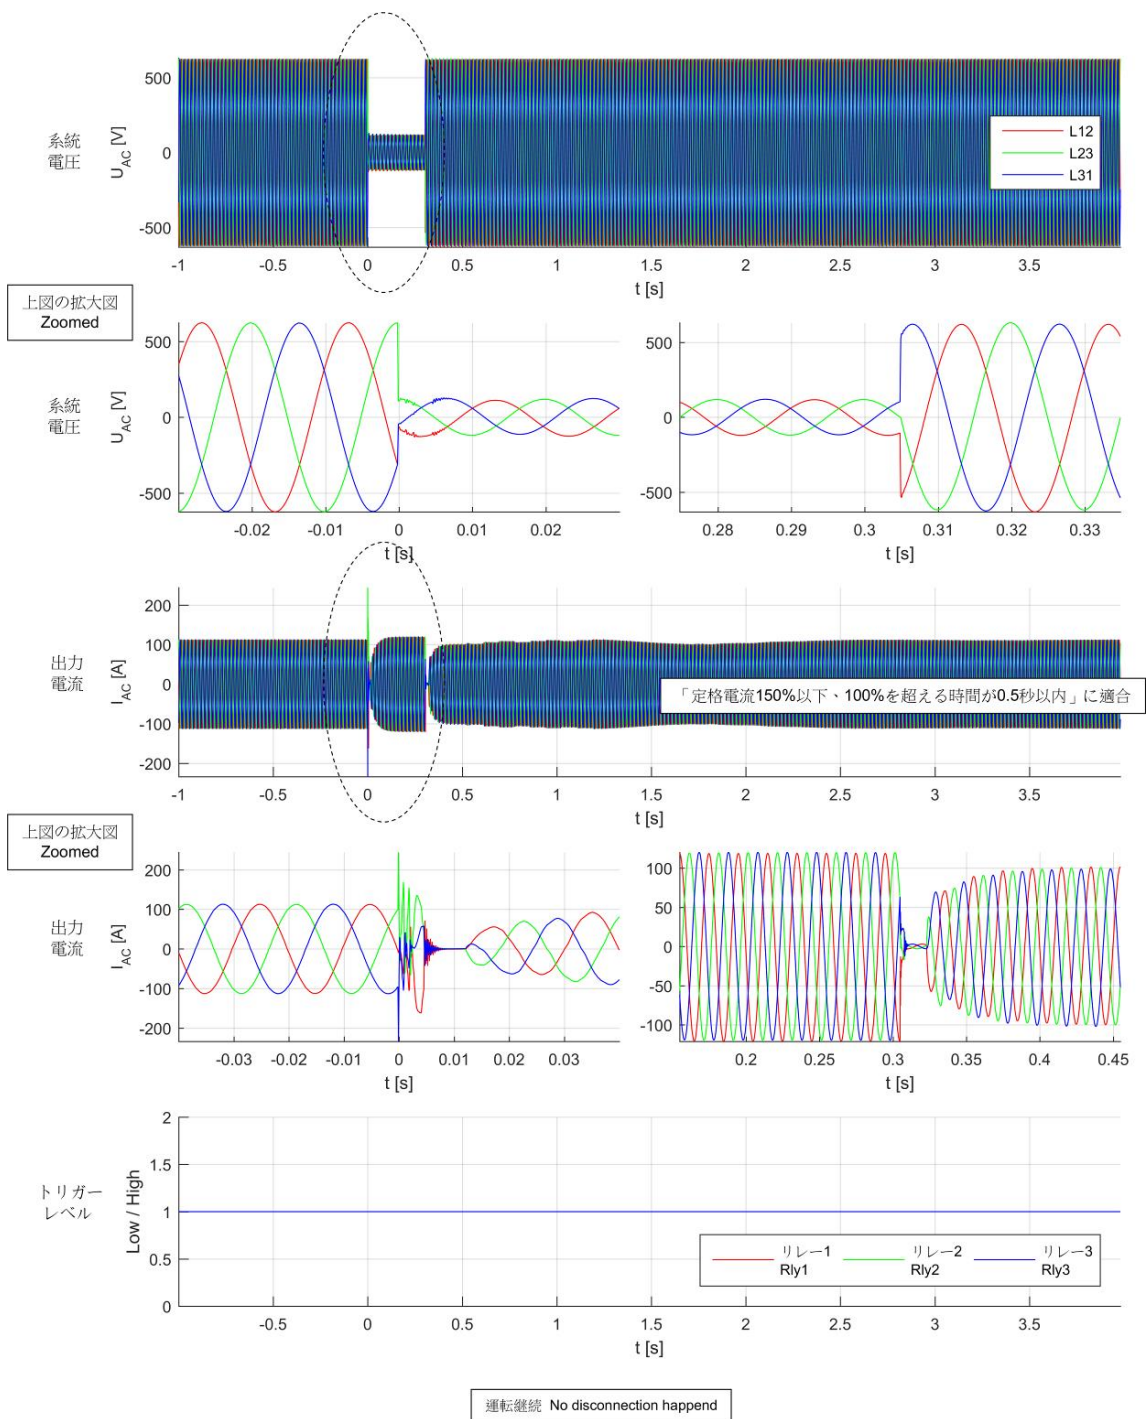 500
0
-500
系統
電圧
U_AC [V]
L12
L23
L31
-1
-0.5
0
0.5
1
1.5
2
2.5
3
3.5
t [s]
上図の拡大図
Zoomed
500
0
-500
系統
電圧
U_AC [V]
-0.02
-0.01
0
0.01
0.02
t [s]
500
0
-500
0.28
0.29
0.3
0.31
0.32
0.33
t [s]
200
100
0
-100
-200
出力
電流
I_AC [A]
「定格電流150%以下、100%を超える時間が0.5秒以内」に適合
-1
-0.5
0
0.5
1
1.5
2
2.5
3
3.5
t [s]
上図の拡大図
Zoomed
200
100
0
-100
-200
出力
電流
I_AC [A]
-0.03
-0.02
-0.01
0
0.01
0.02
0.03
t [s]
100
50
0
-50
-100
0.2
0.25
0.3
0.35
0.4
0.45
t [s]
2
1.5
1
0.5
0
トリガー
レベル
Low / High
リレー1
Rly1
リレー2
Rly2
リレー3
Rly3
-0.5
0
0.5
1
1.5
2
2.5
3
3.5
t [s]
運転継続 No disconnection happend